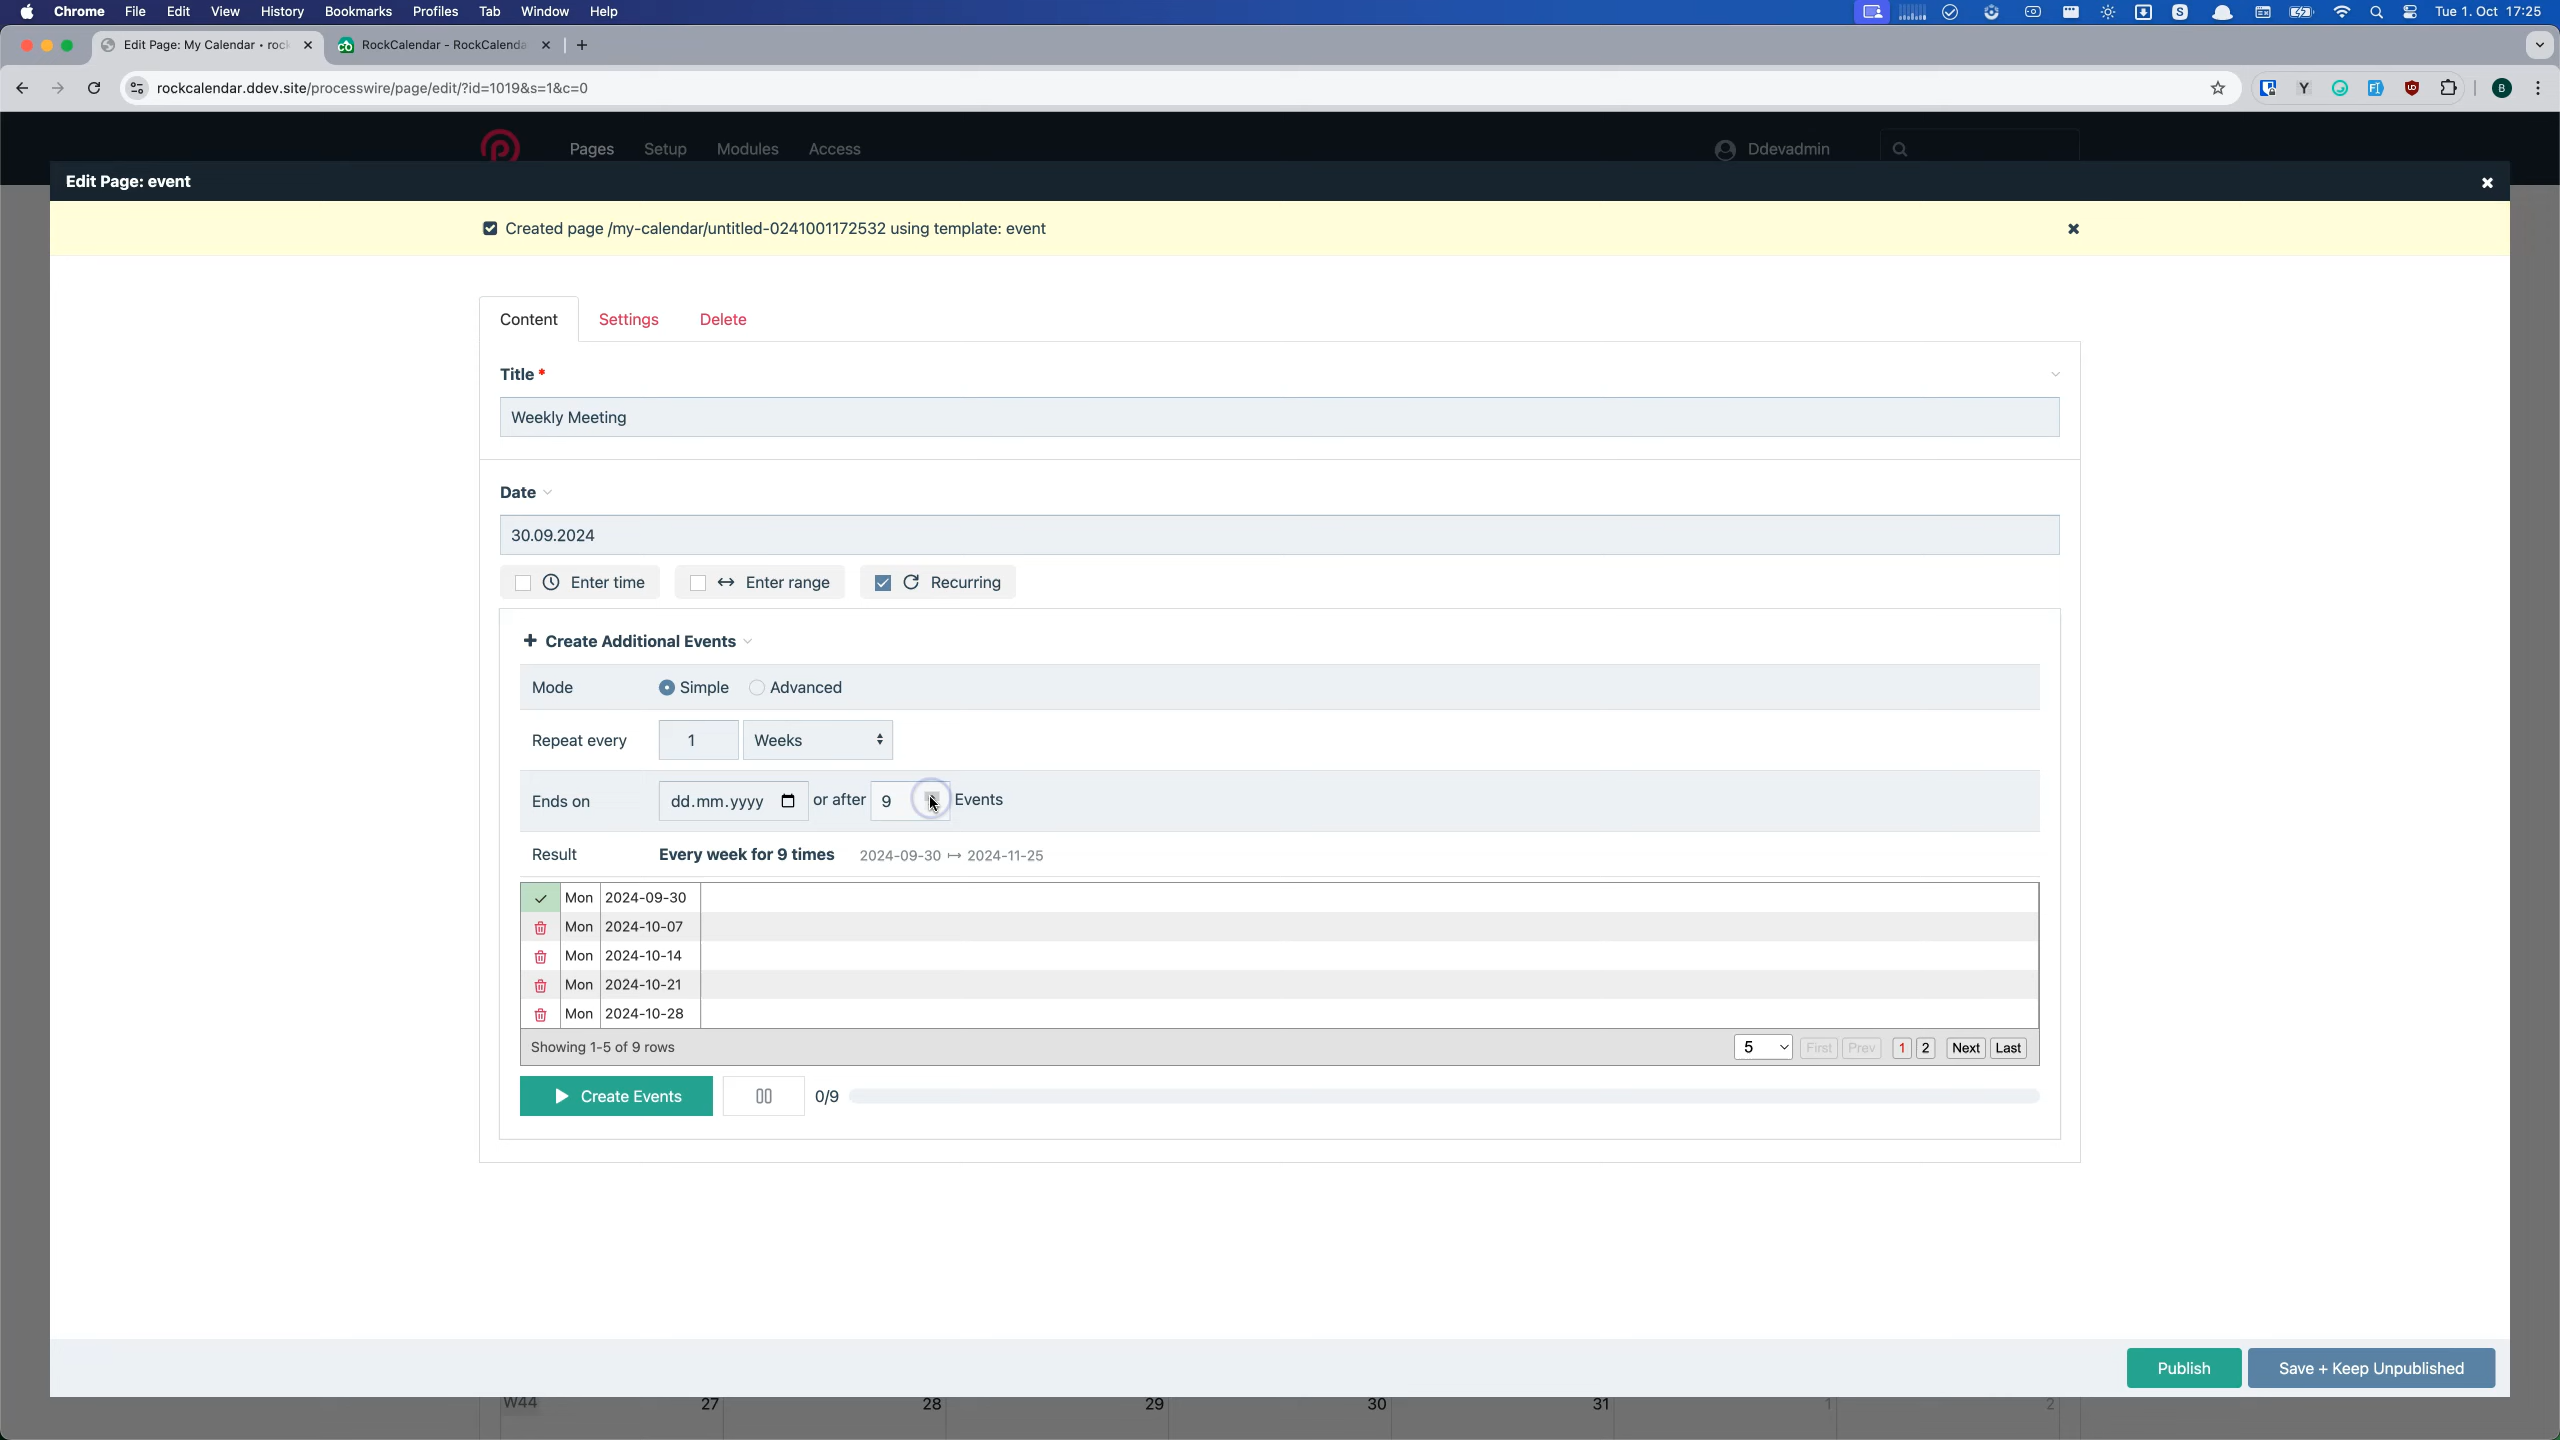 Chrome File Edit View History Bookmarks Profiles Tab Window Help Tue 1. Oct 17:25
Edit Page: My Calendar • rock RockCalendar - RockCalenda
rockcalendar.ddev.site/processwire/page/edit/?id=1019&s=1&c=0
Pages Setup Modules Access Ddevadmin
Edit Page: event
Created page /my-calendar/untitled-0241001172532 using template: event
Content Settings Delete
Title *
Weekly Meeting
Date
30.09.2024
Enter time Enter range Recurring
Create Additional Events
Mode Simple Advanced
Repeat every 1 Weeks
Ends on dd.mm.yyyy or after 9 Events
Result Every week for 9 times 2024-09-30 ↦ 2024-11-25
Mon 2024-09-30
Mon 2024-10-07
Mon 2024-10-14
Mon 2024-10-21
Mon 2024-10-28
Showing 1-5 of 9 rows 5 First Prev 1 2 Next Last
Create Events 0/9
Publish Save + Keep Unpublished
W44 27 28 29 30 31 1 2